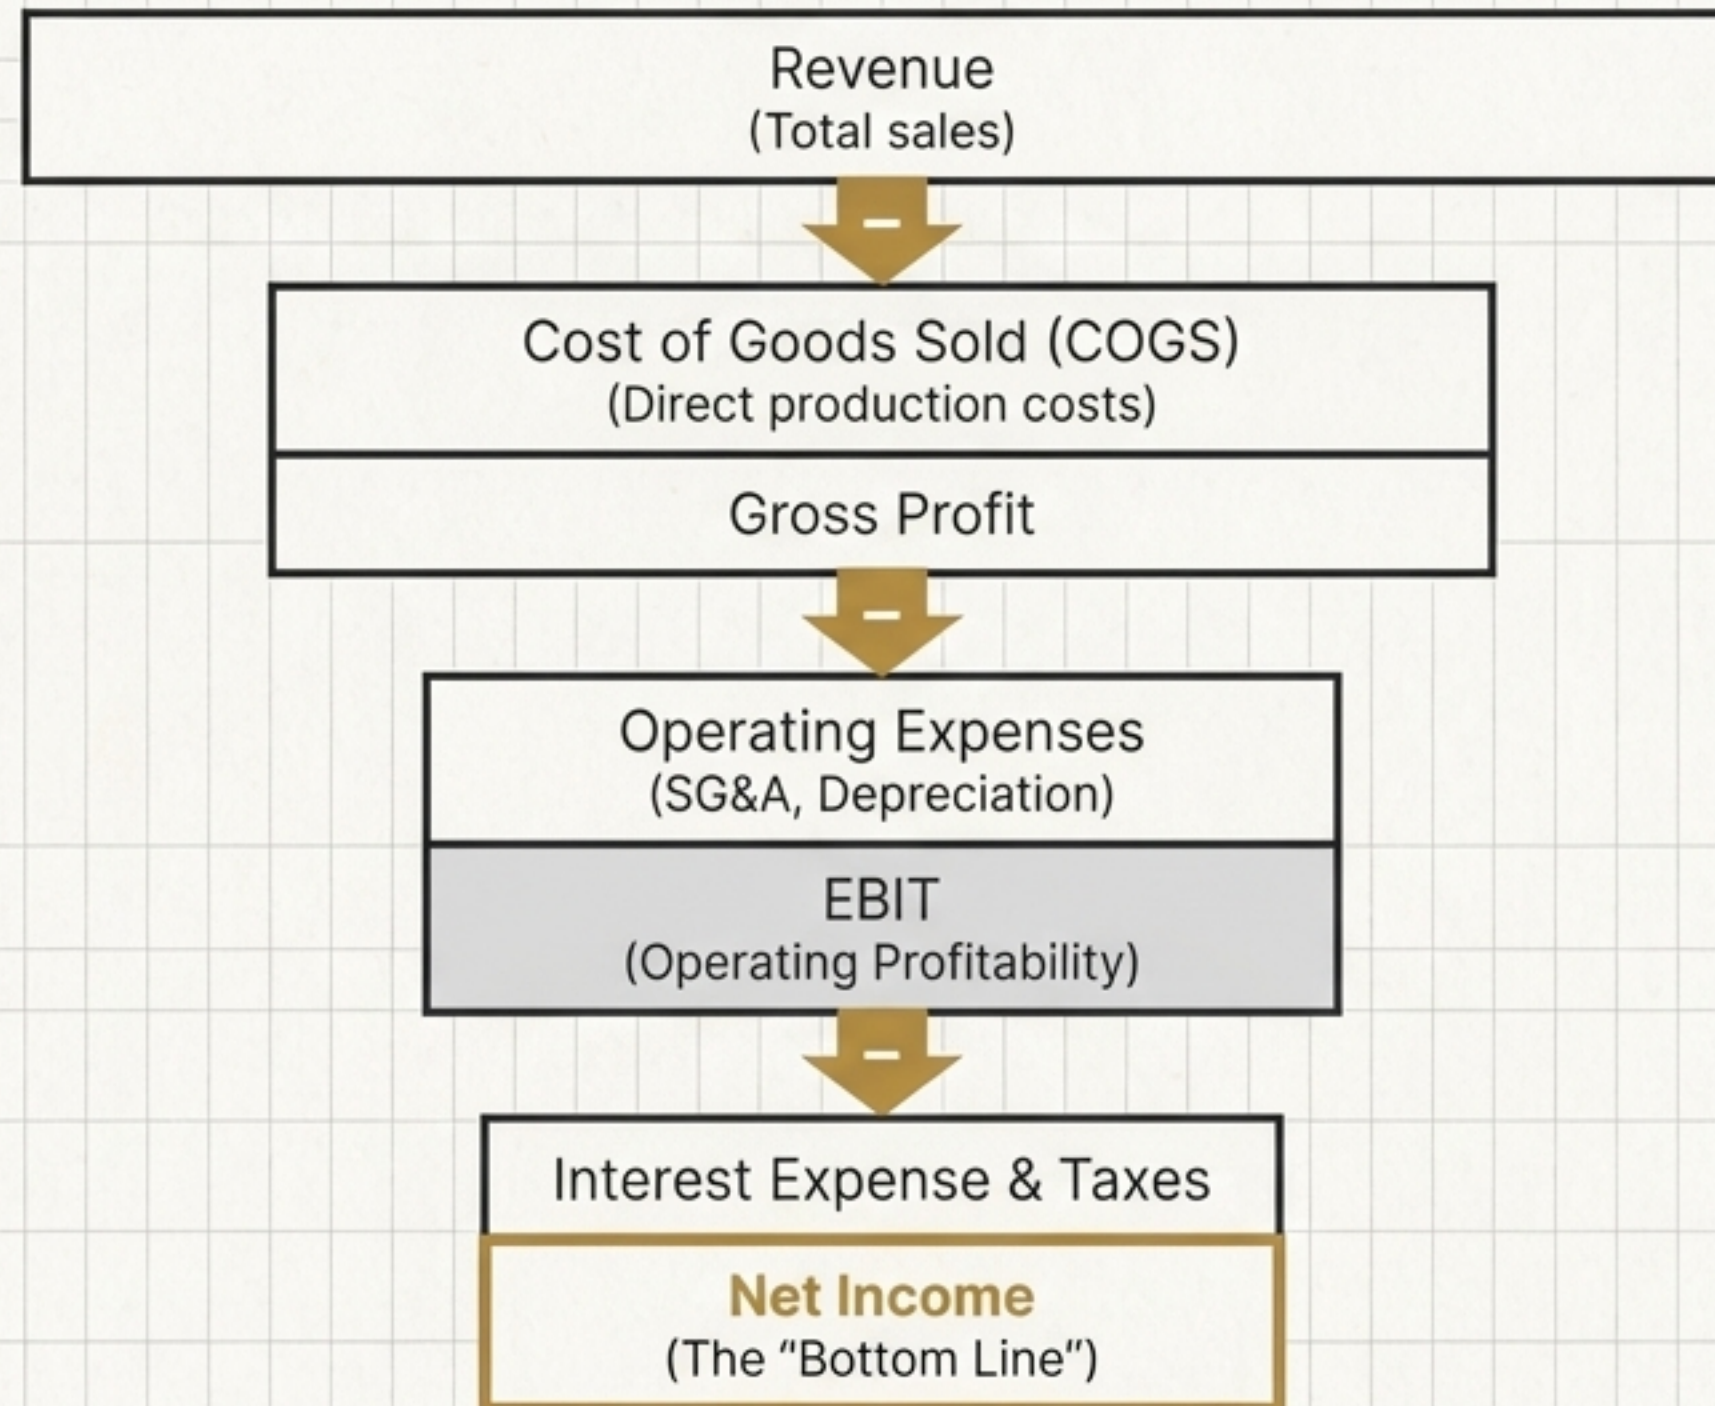 Revenue
(Total sales)
–
Cost of Goods Sold (COGS)
(Direct production costs)
Gross Profit
–
Operating Expenses
(SG&A, Depreciation)
EBIT
(Operating Profitability)
–
Interest Expense & Taxes
Net Income
(The “Bottom Line”)